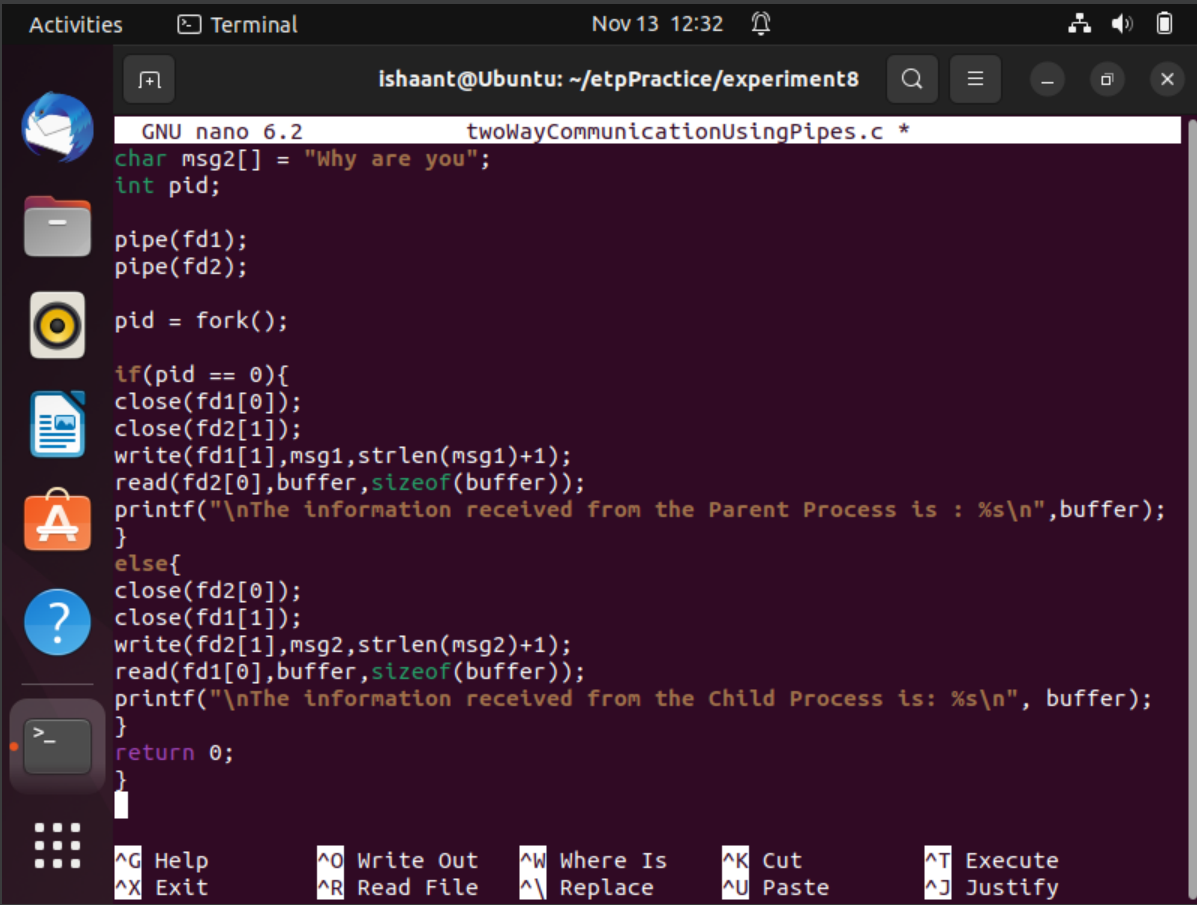 Activities Terminal Nov 13 12:32
ishaant@Ubuntu: ~/etpPractice/experiment8
GNU nano 6.2 twoWayCommunicationUsingPipes.c *
char msg2[] = "Why are you";
int pid;
pipe(fd1);
pipe(fd2);
pid = fork();
if(pid == 0){
close(fd1[0]);
close(fd2[1]);
write(fd1[1],msg1,strlen(msg1)+1);
read(fd2[0],buffer,sizeof(buffer));
printf("\nThe information received from the Parent Process is : %s\n",buffer);
}
else{
close(fd2[0]);
close(fd1[1]);
write(fd2[1],msg2,strlen(msg2)+1);
read(fd1[0],buffer,sizeof(buffer));
printf("\nThe information received from the Child Process is: %s\n", buffer);
}
return 0;
}
^G Help ^O Write Out ^W Where Is ^K Cut ^T Execute
^X Exit ^R Read File ^\ Replace ^U Paste ^J Justify